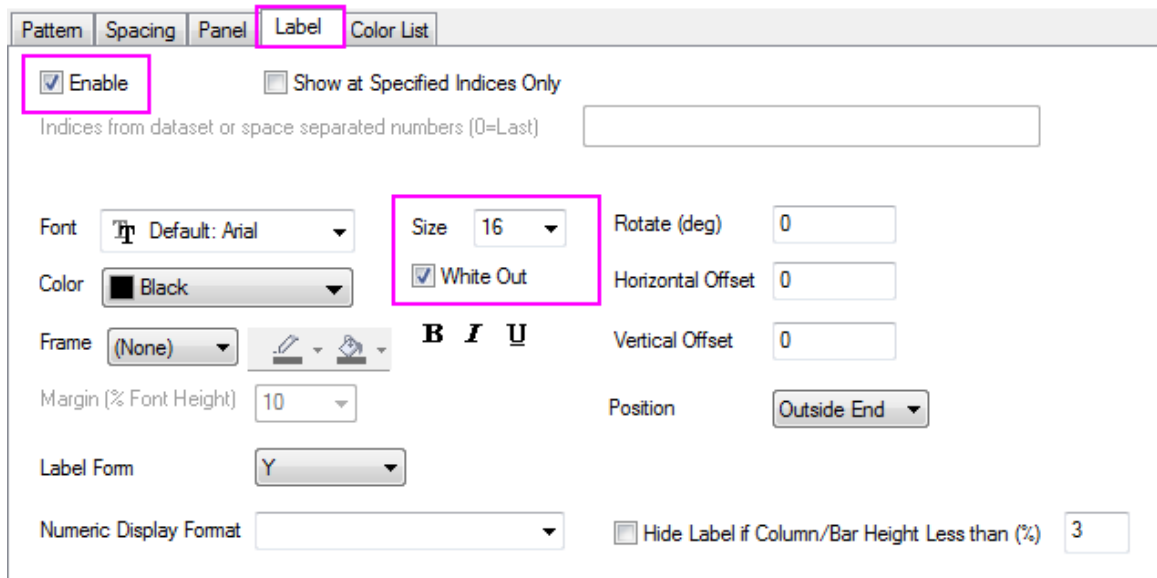 Pattern Spacing Panel Label Color List
Enable Show at Specified Indices Only
Indices from dataset or space separated numbers (0=Last)
Font Default: Arial Size 16 Rotate (deg) 0
Color Black White Out Horizontal Offset 0
Frame (None) B I U Vertical Offset 0
Margin (% Font Height) 10 Position Outside End
Label Form Y
Numeric Display Format Hide Label if Column/Bar Height Less than (%) 3